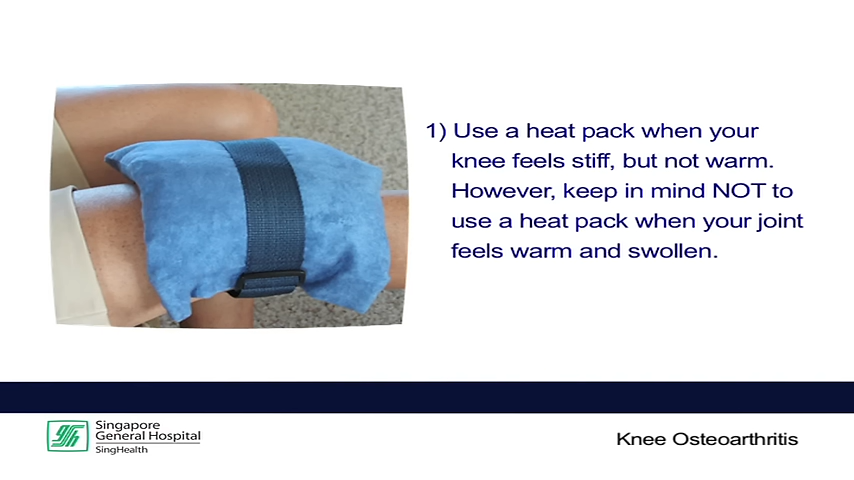 1) Use a heat pack when your
knee feels stiff, but not warm.
However, keep in mind NOT to
use a heat pack when your joint
feels warm and swollen.
Singapore
General Hospital
SingHealth
Knee Osteoarthritis